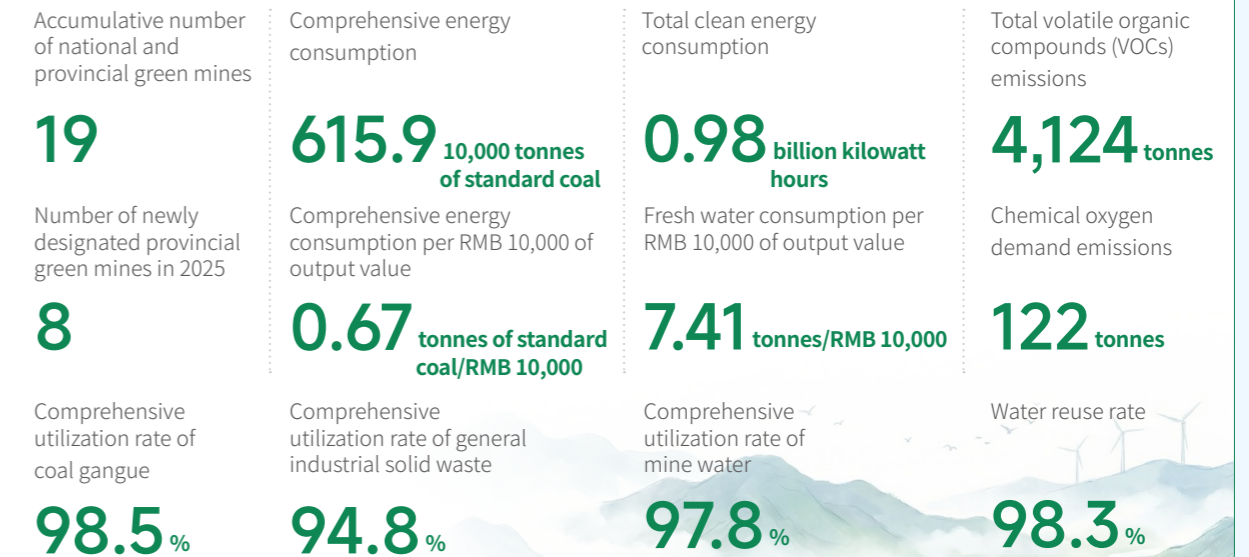 Accumulative number
of national and
provincial green mines
19
Comprehensive energy
consumption
615.9 10,000 tonnes
of standard coal
Total clean energy
consumption
0.98 billion kilowatt
hours
Total volatile organic
compounds (VOCs)
emissions
4,124 tonnes
Number of newly
designated provincial
green mines in 2025
8
Comprehensive energy
consumption per RMB 10,000 of
output value
0.67 tonnes of standard
coal/RMB 10,000
Fresh water consumption per
RMB 10,000 of output value
7.41 tonnes/RMB 10,000
Chemical oxygen
demand emissions
122 tonnes
Comprehensive
utilization rate of
coal gangue
98.5 %
Comprehensive
utilization rate of general
industrial solid waste
94.8 %
Comprehensive
utilization rate of
mine water
97.8 %
Water reuse rate
98.3 %